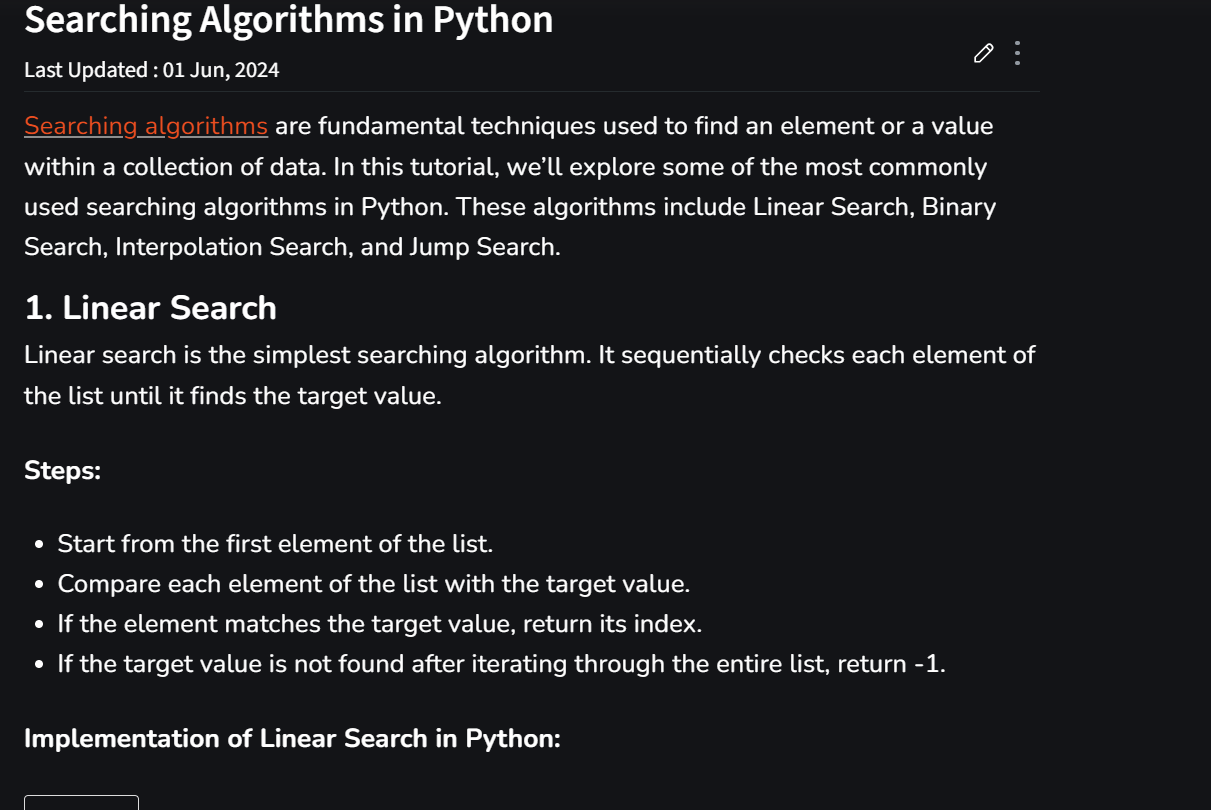 Searching Algorithms in Python
Last Updated : 01 Jun, 2024
Searching algorithms are fundamental techniques used to find an element or a value
within a collection of data. In this tutorial, we’ll explore some of the most commonly
used searching algorithms in Python. These algorithms include Linear Search, Binary
Search, Interpolation Search, and Jump Search.
1. Linear Search
Linear search is the simplest searching algorithm. It sequentially checks each element of
the list until it finds the target value.
Steps:
• Start from the first element of the list.
• Compare each element of the list with the target value.
• If the element matches the target value, return its index.
• If the target value is not found after iterating through the entire list, return -1.
Implementation of Linear Search in Python: